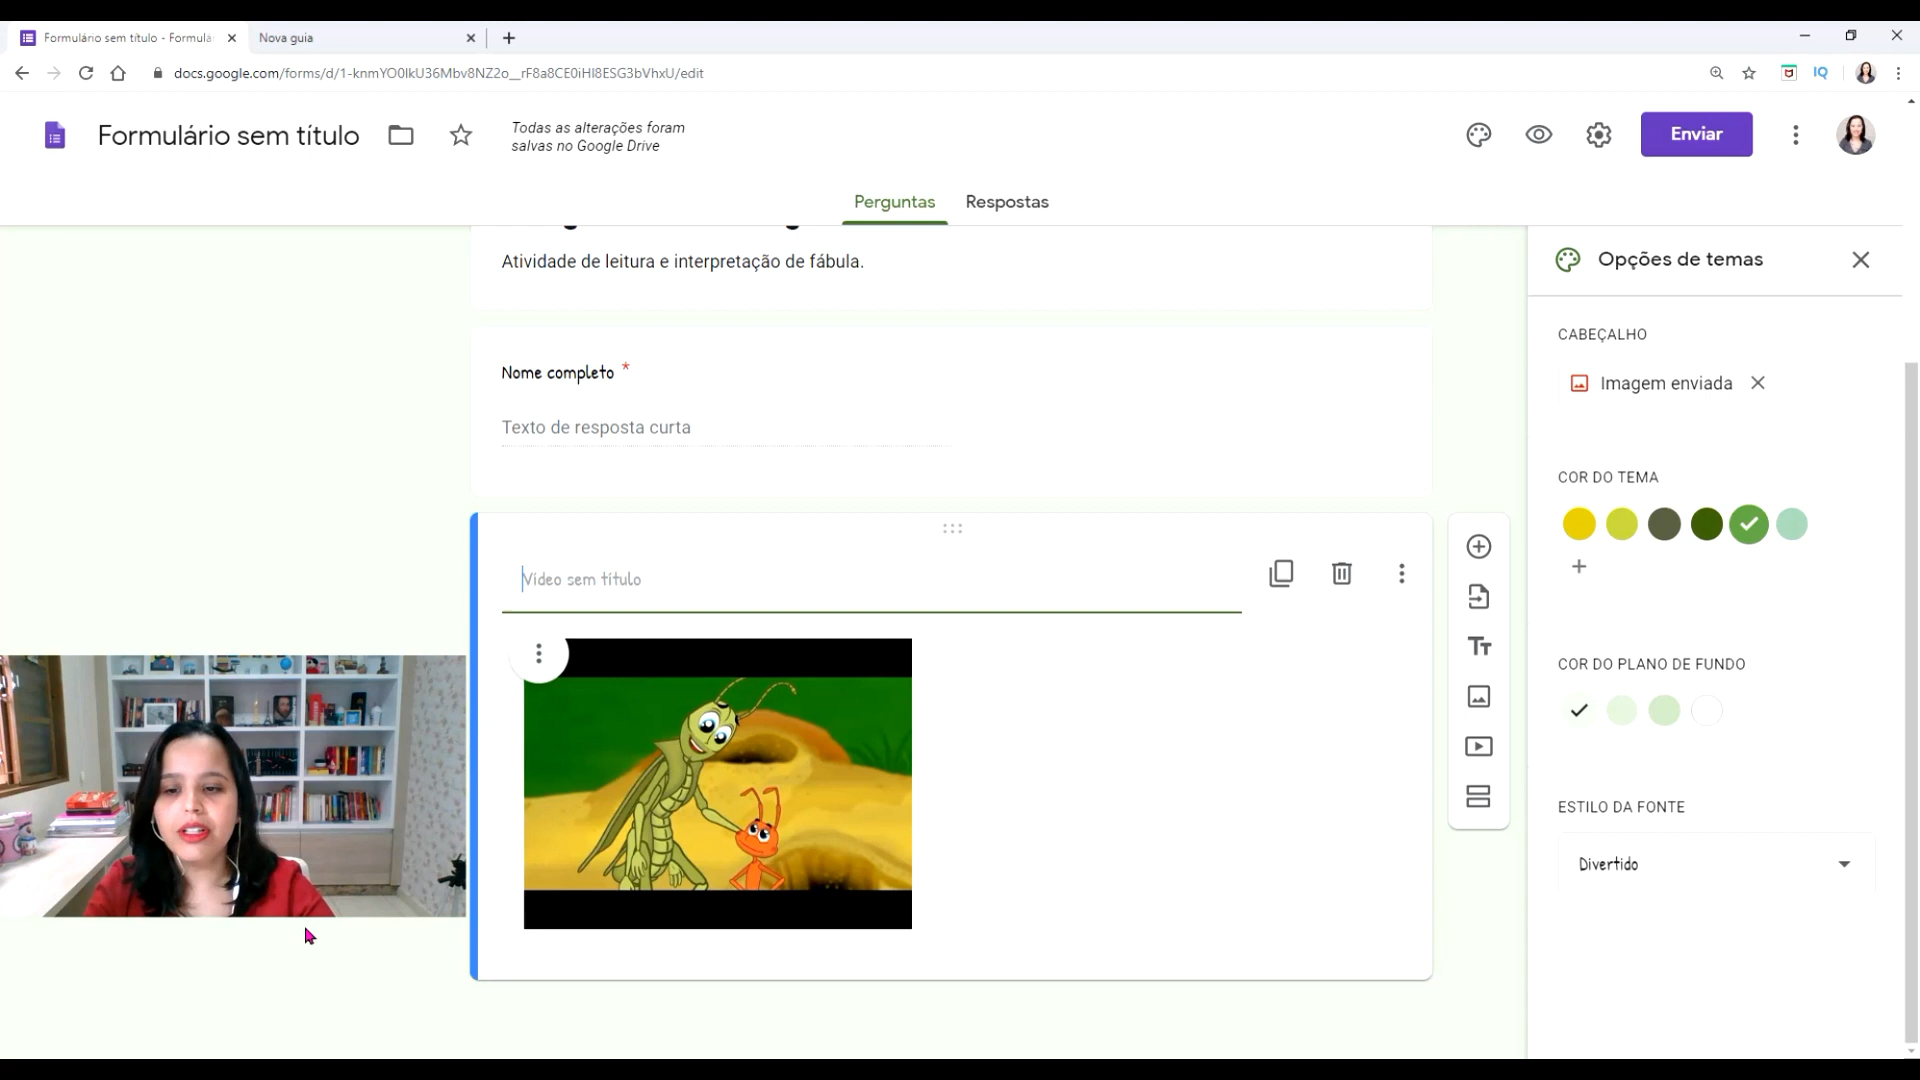 Formulário sem título - Formulá
Nova guia
docs.google.com/forms/d/1-knmYO0lkU36Mbv8NZ2o__rF8a8CE0iHI8ESG3bVhxU/edit
IQ
Formulário sem título
Todas as alterações foram
salvas no Google Drive
Enviar
Perguntas
Respostas
Atividade de leitura e interpretação de fábula.
Opções de temas
CABEÇALHO
Nome completo *
Imagem enviada
Texto de resposta curta
COR DO TEMA
Vídeo sem título
Tт
COR DO PLANO DE FUNDO
ESTILO DA FONTE
Divertido